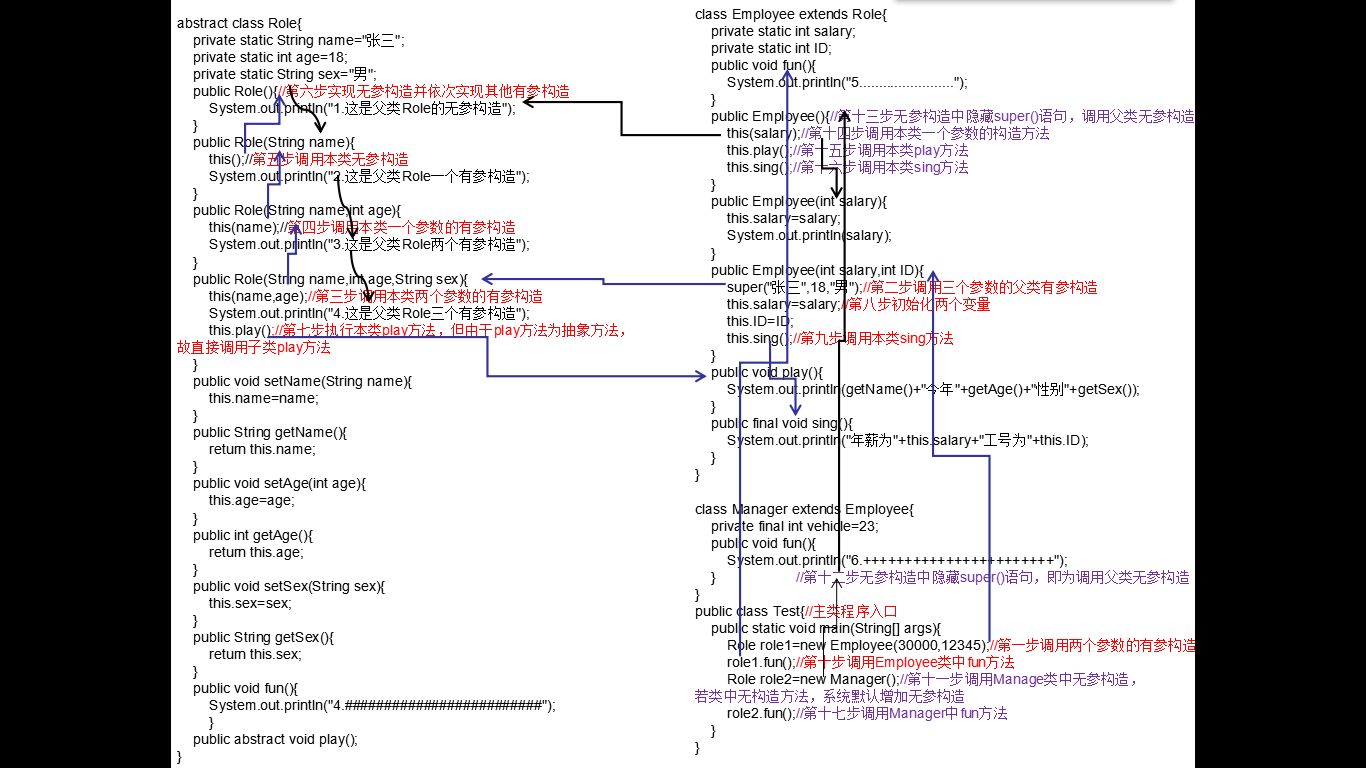 abstract class Role{
private static String name="张三";
private static int age=18;
private static String sex="男";
public Role(){//第六步实现无参构造并依次实现其他有参构造
System.out.println("1.这是父类Role的无参构造");
}
public Role(String name){
this();//第五步调用本类无参构造
System.out.println("2.这是父类Role一个有参构造");
}
public Role(String name,int age){
this(name);//第四步调用本类一个参数的有参构造
System.out.println("3.这是父类Role两个有参构造");
}
public Role(String name,int age,String sex){
this(name,age);//第三步调用本类两个参数的有参构造
System.out.println("4.这是父类Role三个有参构造");
this.play();//第七步执行本类play方法，但由于play方法为抽象方法，
故直接调用子类play方法
}
public void setName(String name){
this.name=name;
}
public String getName(){
return this.name;
}
public void setAge(int age){
this.age=age;
}
public int getAge(){
return this.age;
}
public void setSex(String sex){
this.sex=sex;
}
public String getSex(){
return this.sex;
}
public void fun(){
System.out.println("4.########################");
}
public abstract void play();
}
class Employee extends Role{
private static int salary;
private static int ID;
public void fun(){
System.out.println("5........................");
}
public Employee(){//第十三步无参构造中隐藏super()语句，调用父类无参构造
this(salary);//第十四步调用本类一个参数的构造方法
this.play();//第十五步调用本类play方法
this.sing();//第十六步调用本类sing方法
}
public Employee(int salary){
this.salary=salary;
System.out.println(salary);
}
public Employee(int salary,int ID){
super("张三",18,"男");//第二步调用三个参数的父类有参构造
this.salary=salary;//第八步初始化两个变量
this.ID=ID;
this.sing();//第九步调用本类sing方法
}
public void play(){
System.out.println(getName()+"今年"+getAge()+"性别"+getSex());
}
public final void sing(){
System.out.println("年薪为"+this.salary+"工号为"+this.ID);
}
}
class Manager extends Employee{
private final int vehicle=23;
public void fun(){
System.out.println("6.+++++++++++++++++++++++");
} //第十二步无参构造中隐藏super()语句，即为调用父类无参构造
}
public class Test{//主类程序入口
public static void main(String[] args){
Role role1=new Employee(30000,12345);//第一步调用两个参数的有参构造
role1.fun();//第十步调用Employee类中fun方法
Role role2=new Manager();//第十一步调用Manage类中无参构造，
若类中无构造方法，系统默认增加无参构造
role2.fun();//第十七步调用Manager中fun方法
}
}